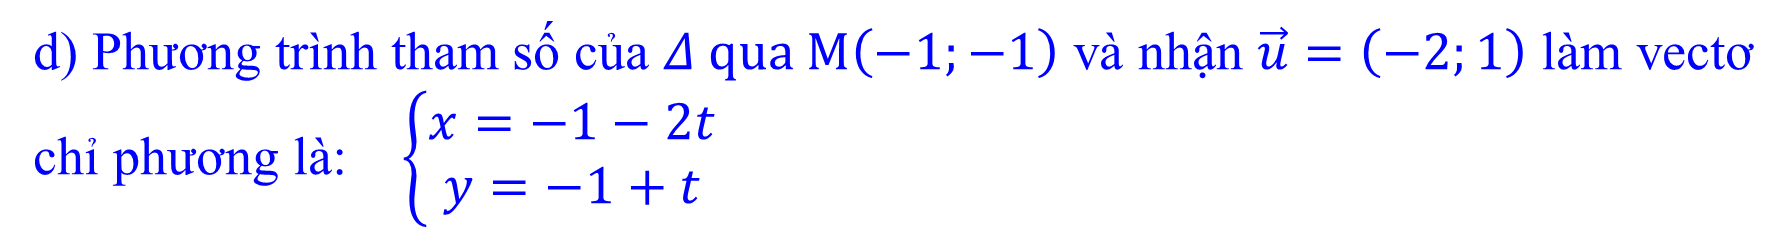 d) Phương trình tham số của Δ qua M(−1; −1) và nhận \vec{u} = (−2; 1) làm vectơ
chỉ phương là: { x = −1 − 2t
y = −1 + t